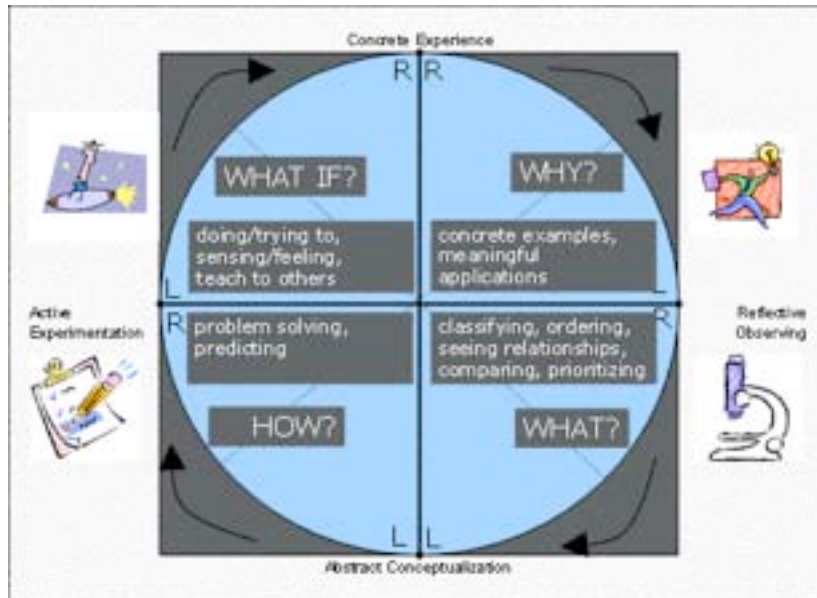 Concrete Experience
R R
WHAT IF?
WHY?
doing/trying to,
sensing/feeling,
teach to others
concrete examples,
meaningful
applications
L
L
Active
Experimentation
Reflective
Observing
R
R
problem solving,
predicting
classifying, ordering,
seeing relationships,
comparing, prioritizing
HOW?
WHAT?
L L
Abstract Conceptualization